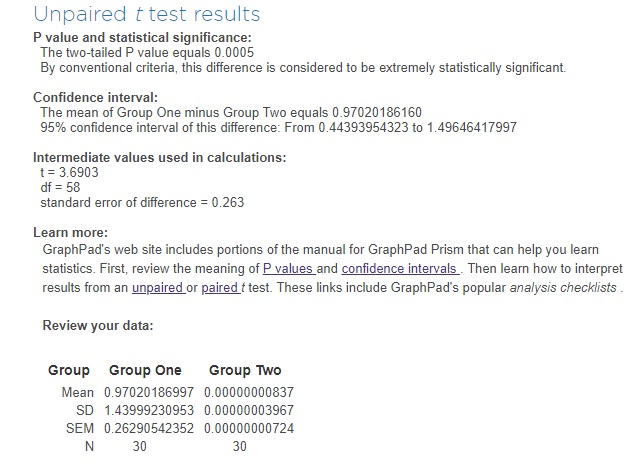 Unpaired t test results
P value and statistical significance:
The two-tailed P value equals 0.0005
By conventional criteria, this difference is considered to be extremely statistically significant.
Confidence interval:
The mean of Group One minus Group Two equals 0.97020186160
95% confidence interval of this difference: From 0.44393954323 to 1.49646417997
Intermediate values used in calculations:
t = 3.6903
df = 58
standard error of difference = 0.263
Learn more:
GraphPad's web site includes portions of the manual for GraphPad Prism that can help you learn
statistics. First, review the meaning of P values and confidence intervals . Then learn how to interpret
results from an unpaired or paired t test. These links include GraphPad's popular analysis checklists .
Review your data:
Group Group One Group Two
Mean 0.97020186997 0.00000000837
SD 1.43999230953 0.00000003967
SEM 0.26290542352 0.00000000724
N 30 30